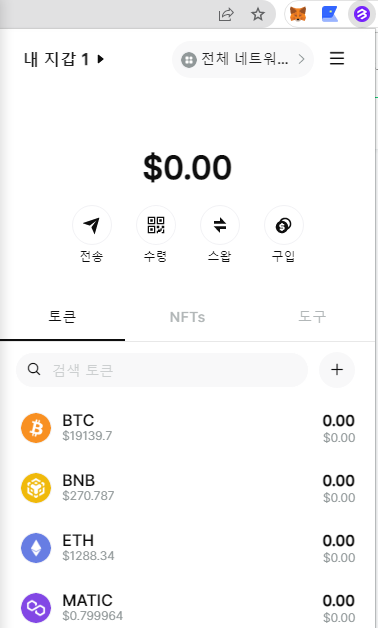 내 지갑 1
전체 네트워...
$0.00
전송 수령 스왑 구입
토큰 NFTs 도구
검색 토큰
BTC 0.00
$19139.7 $0.00
BNB 0.00
$270.787 $0.00
ETH 0.00
$1288.34 $0.00
MATIC 0.00
$0.799964 $0.00